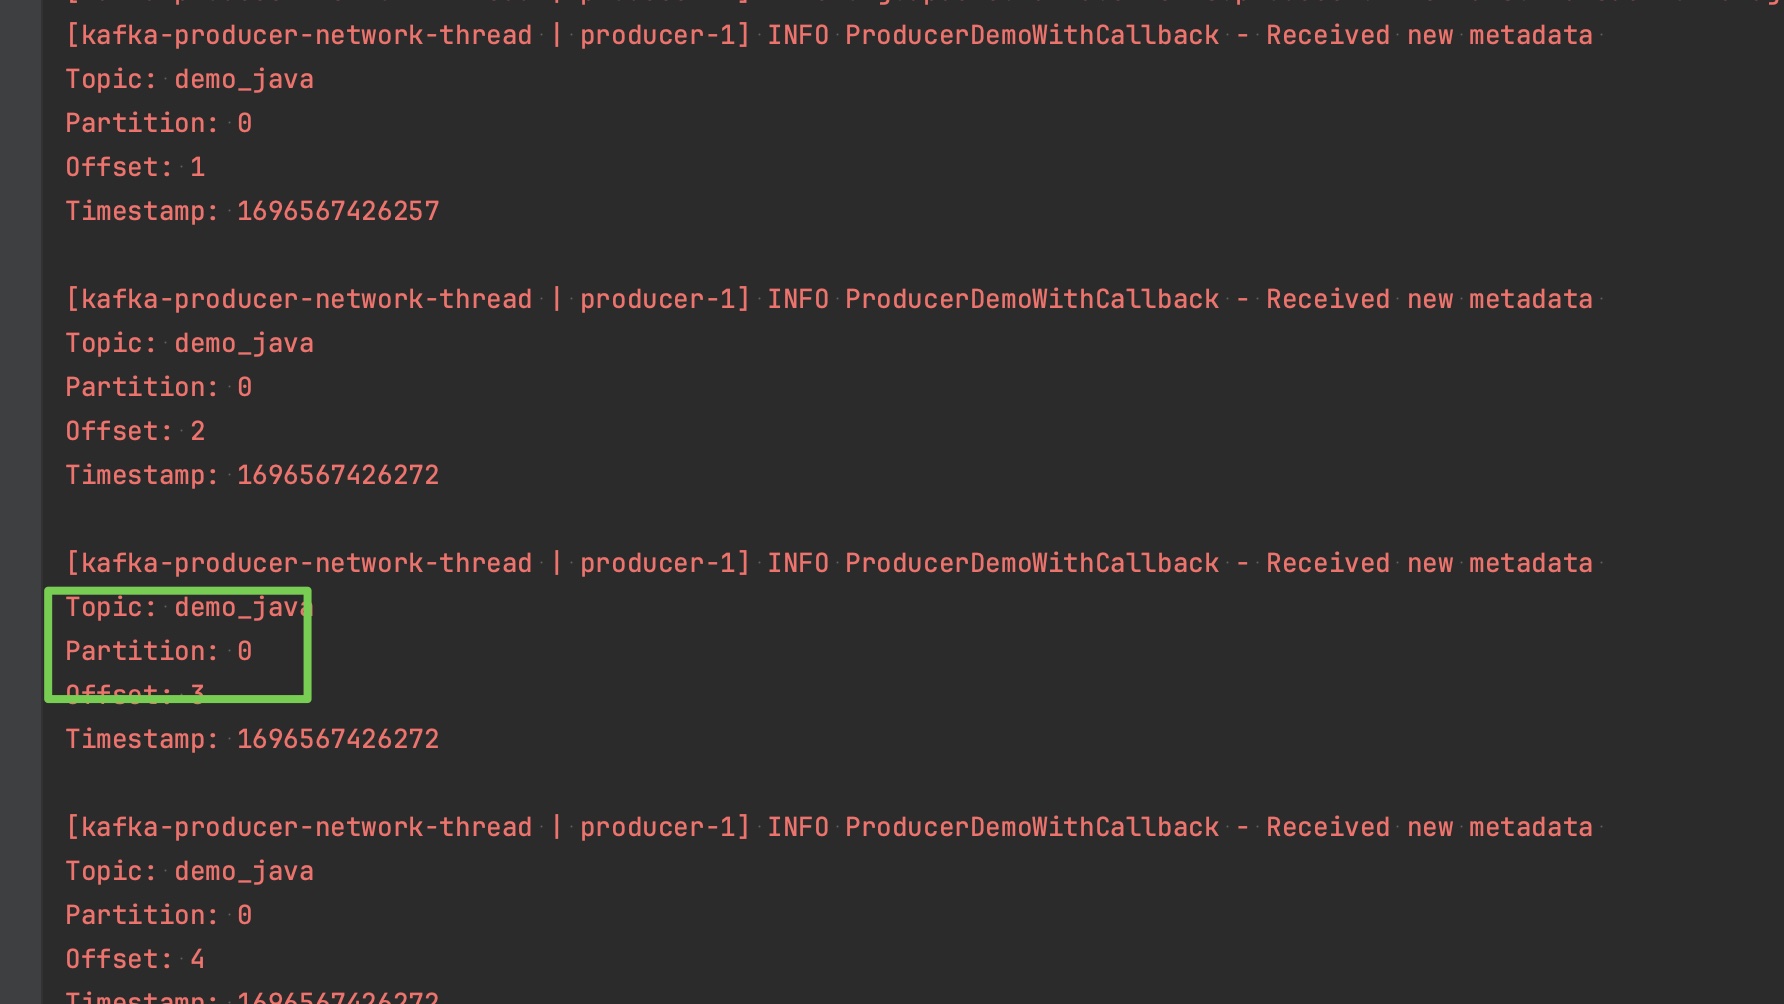 [kafka-producer-network-thread | producer-1] INFO ProducerDemoWithCallback - Received new metadata
Topic: demo_java
Partition: 0
Offset: 1
Timestamp: 1696567426257
[kafka-producer-network-thread | producer-1] INFO ProducerDemoWithCallback - Received new metadata
Topic: demo_java
Partition: 0
Offset: 2
Timestamp: 1696567426272
[kafka-producer-network-thread | producer-1] INFO ProducerDemoWithCallback - Received new metadata
Topic: demo_java
Partition: 0
Offset: 3
Timestamp: 1696567426272
[kafka-producer-network-thread | producer-1] INFO ProducerDemoWithCallback - Received new metadata
Topic: demo_java
Partition: 0
Offset: 4
Timestamp: 1696567426272